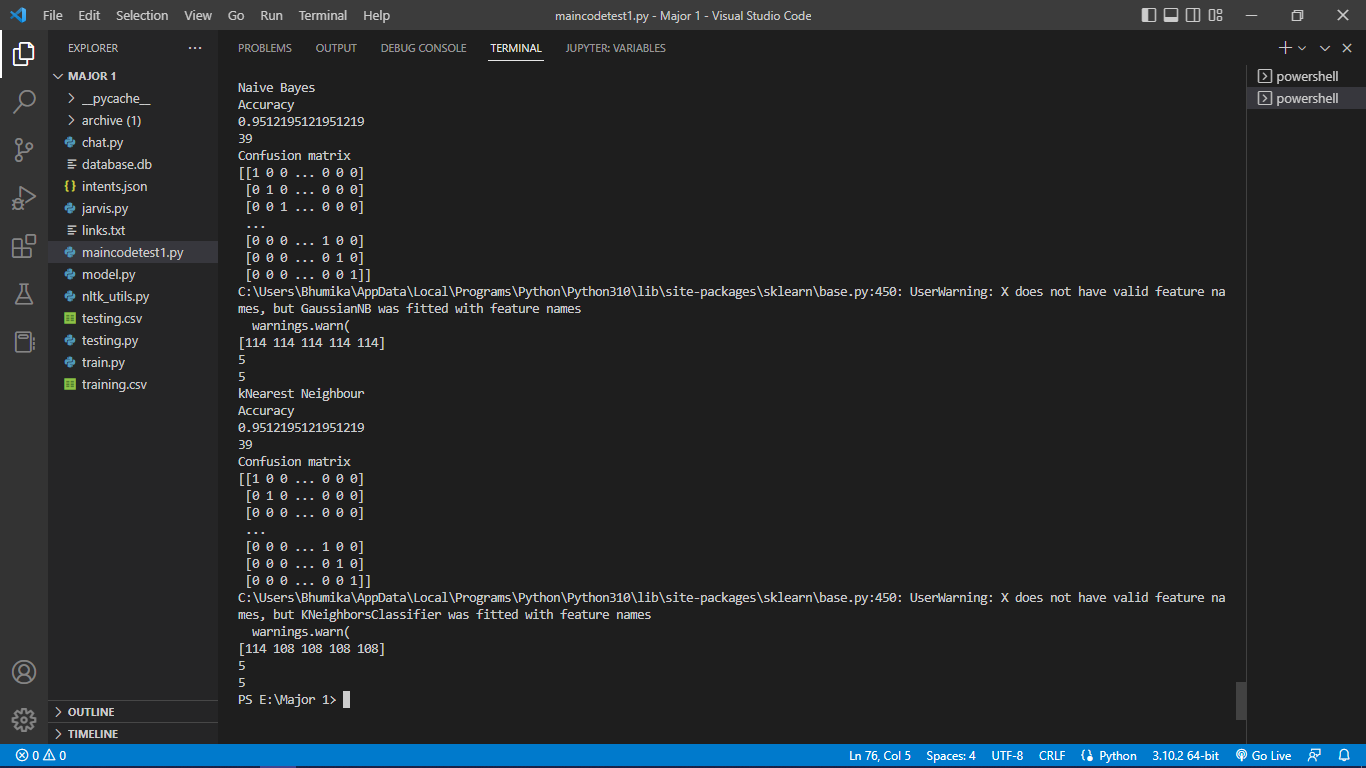 File Edit Selection View Go Run Terminal Help
maincodetest1.py - Major 1 - Visual Studio Code
EXPLORER
MAJOR 1
__pycache__
archive (1)
chat.py
database.db
intents.json
jarvis.py
links.txt
maincodetest1.py
model.py
nltk_utils.py
testing.csv
testing.py
train.py
training.csv
OUTLINE
TIMELINE
PROBLEMS OUTPUT DEBUG CONSOLE TERMINAL JUPYTER: VARIABLES
Naive Bayes
Accuracy
0.9512195121951219
39
Confusion matrix
[[1 0 0 ... 0 0 0]
 [0 1 0 ... 0 0 0]
 [0 0 1 ... 0 0 0]
 ...
 [0 0 0 ... 1 0 0]
 [0 0 0 ... 0 1 0]
 [0 0 0 ... 0 0 1]]
C:\Users\Bhumika\AppData\Local\Programs\Python\Python310\lib\site-packages\sklearn\base.py:450: UserWarning: X does not have valid feature na
mes, but GaussianNB was fitted with feature names
  warnings.warn(
[114 114 114 114 114]
5
5
kNearest Neighbour
Accuracy
0.9512195121951219
39
Confusion matrix
[[1 0 0 ... 0 0 0]
 [0 1 0 ... 0 0 0]
 [0 0 0 ... 0 0 0]
 ...
 [0 0 0 ... 1 0 0]
 [0 0 0 ... 0 1 0]
 [0 0 0 ... 0 0 1]]
C:\Users\Bhumika\AppData\Local\Programs\Python\Python310\lib\site-packages\sklearn\base.py:450: UserWarning: X does not have valid feature na
mes, but KNeighborsClassifier was fitted with feature names
  warnings.warn(
[114 108 108 108 108]
5
5
PS E:\Major 1>
powershell
powershell
0 0
Ln 76, Col 5 Spaces: 4 UTF-8 CRLF Python 3.10.2 64-bit Go Live